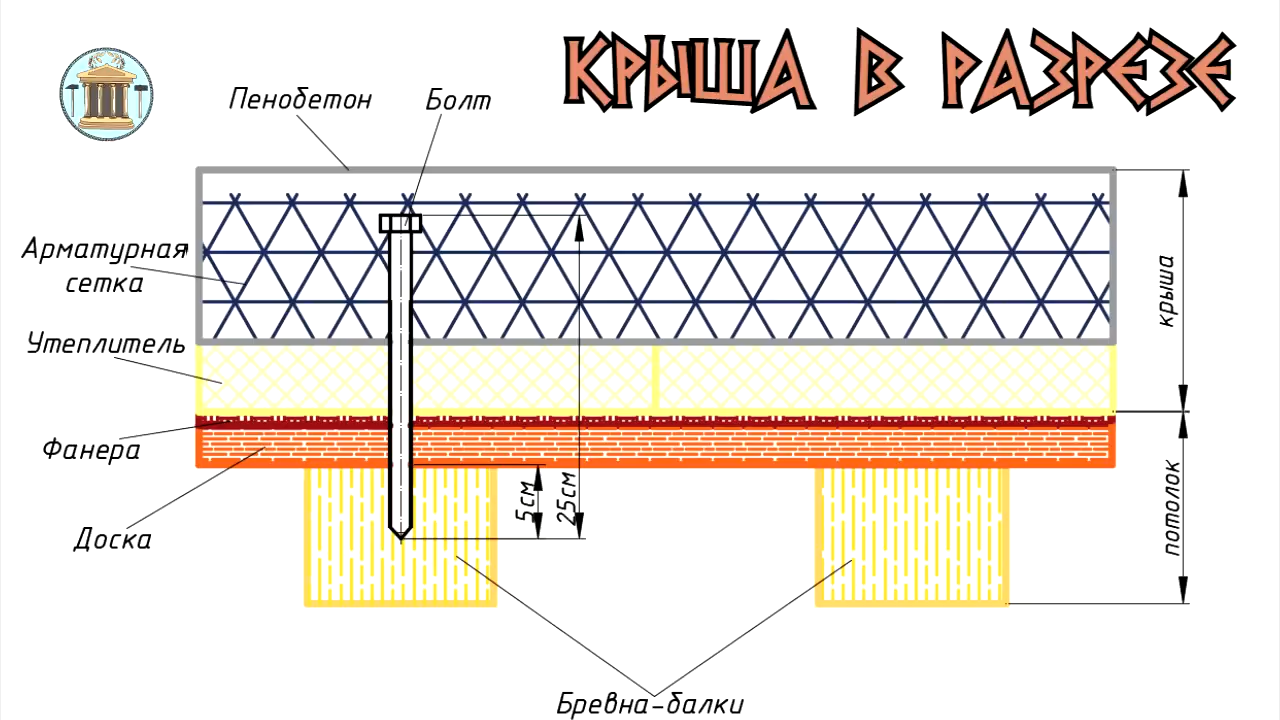 КРЫША В РАЗРЕЗЕ
Пенобетон
Болт
Арматурная
сетка
крыша
Утеплитель
Фанера
5см
25см
потолок
Доска
Бревна-балки